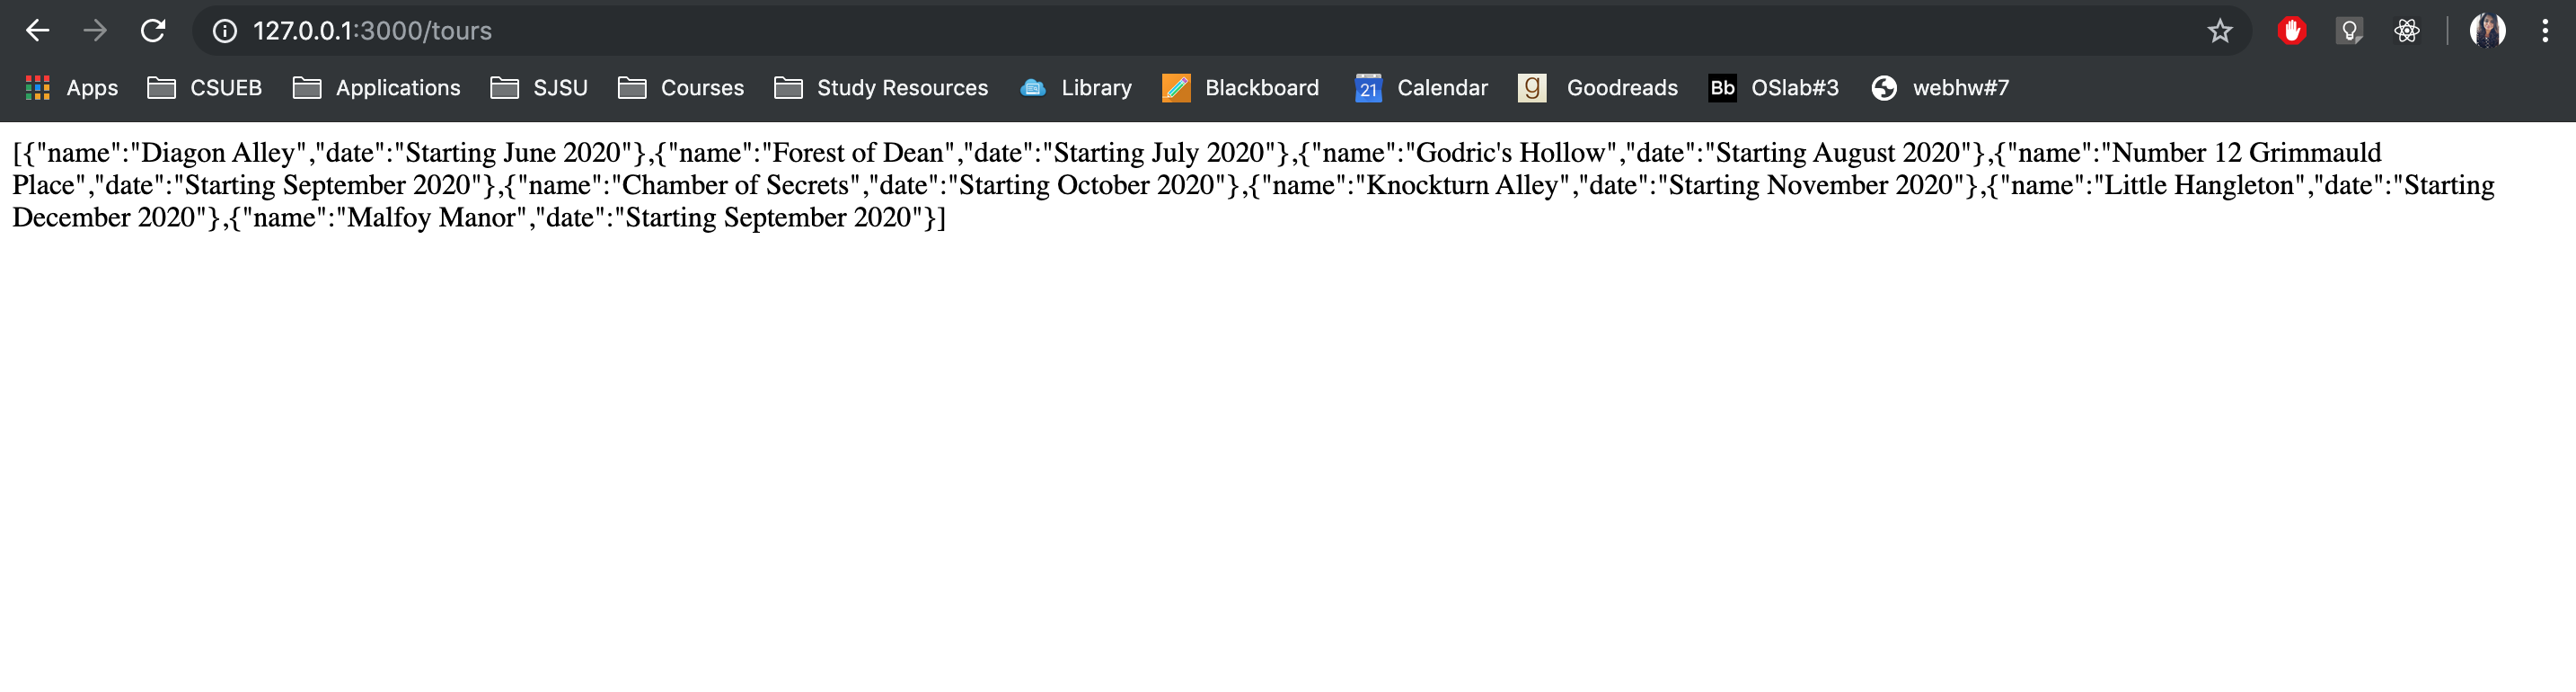 127.0.0.1:3000/tours
Apps CSUEB Applications SJSU Courses Study Resources Library Blackboard 21 Calendar g Goodreads Bb OSlab#3 webhw#7
[{"name":"Diagon Alley","date":"Starting June 2020"},{"name":"Forest of Dean","date":"Starting July 2020"},{"name":"Godric's Hollow","date":"Starting August 2020"},{"name":"Number 12 Grimmauld
Place","date":"Starting September 2020"},{"name":"Chamber of Secrets","date":"Starting October 2020"},{"name":"Knockturn Alley","date":"Starting November 2020"},{"name":"Little Hangleton","date":"Starting
December 2020"},{"name":"Malfoy Manor","date":"Starting September 2020"}]